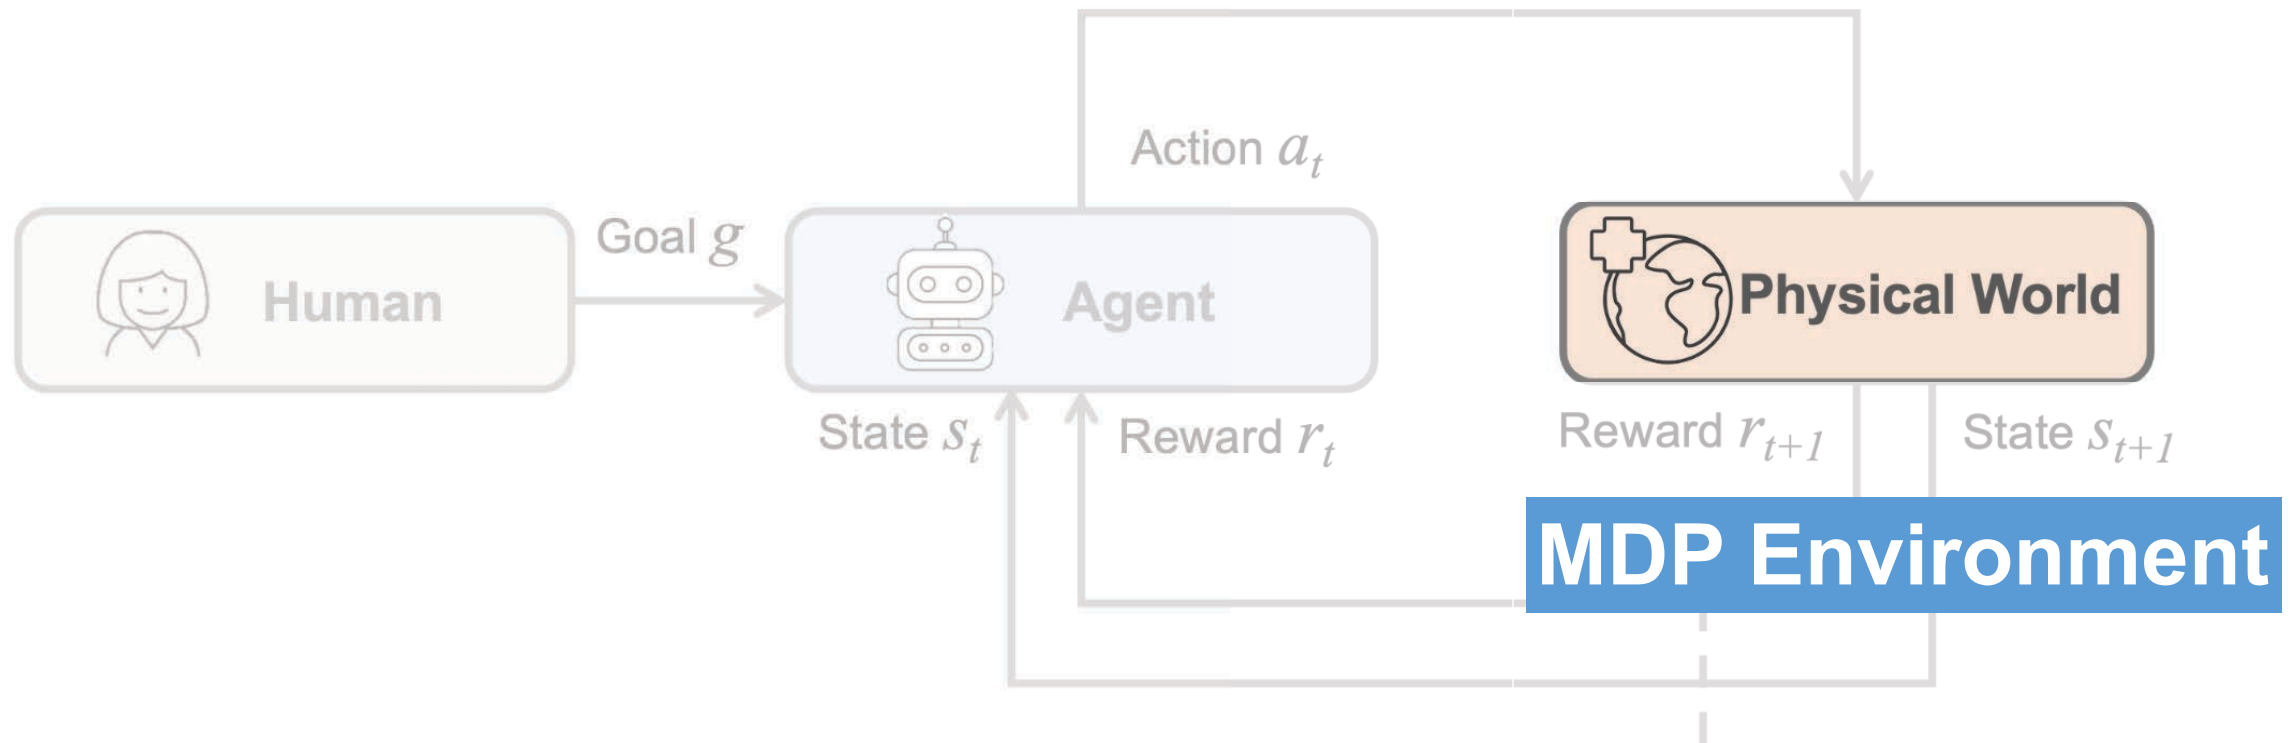 Action a_t
Goal g
Human
Agent
Physical World
State s_t
Reward r_t
Reward r_{t+1}
State s_{t+1}
MDP Environment